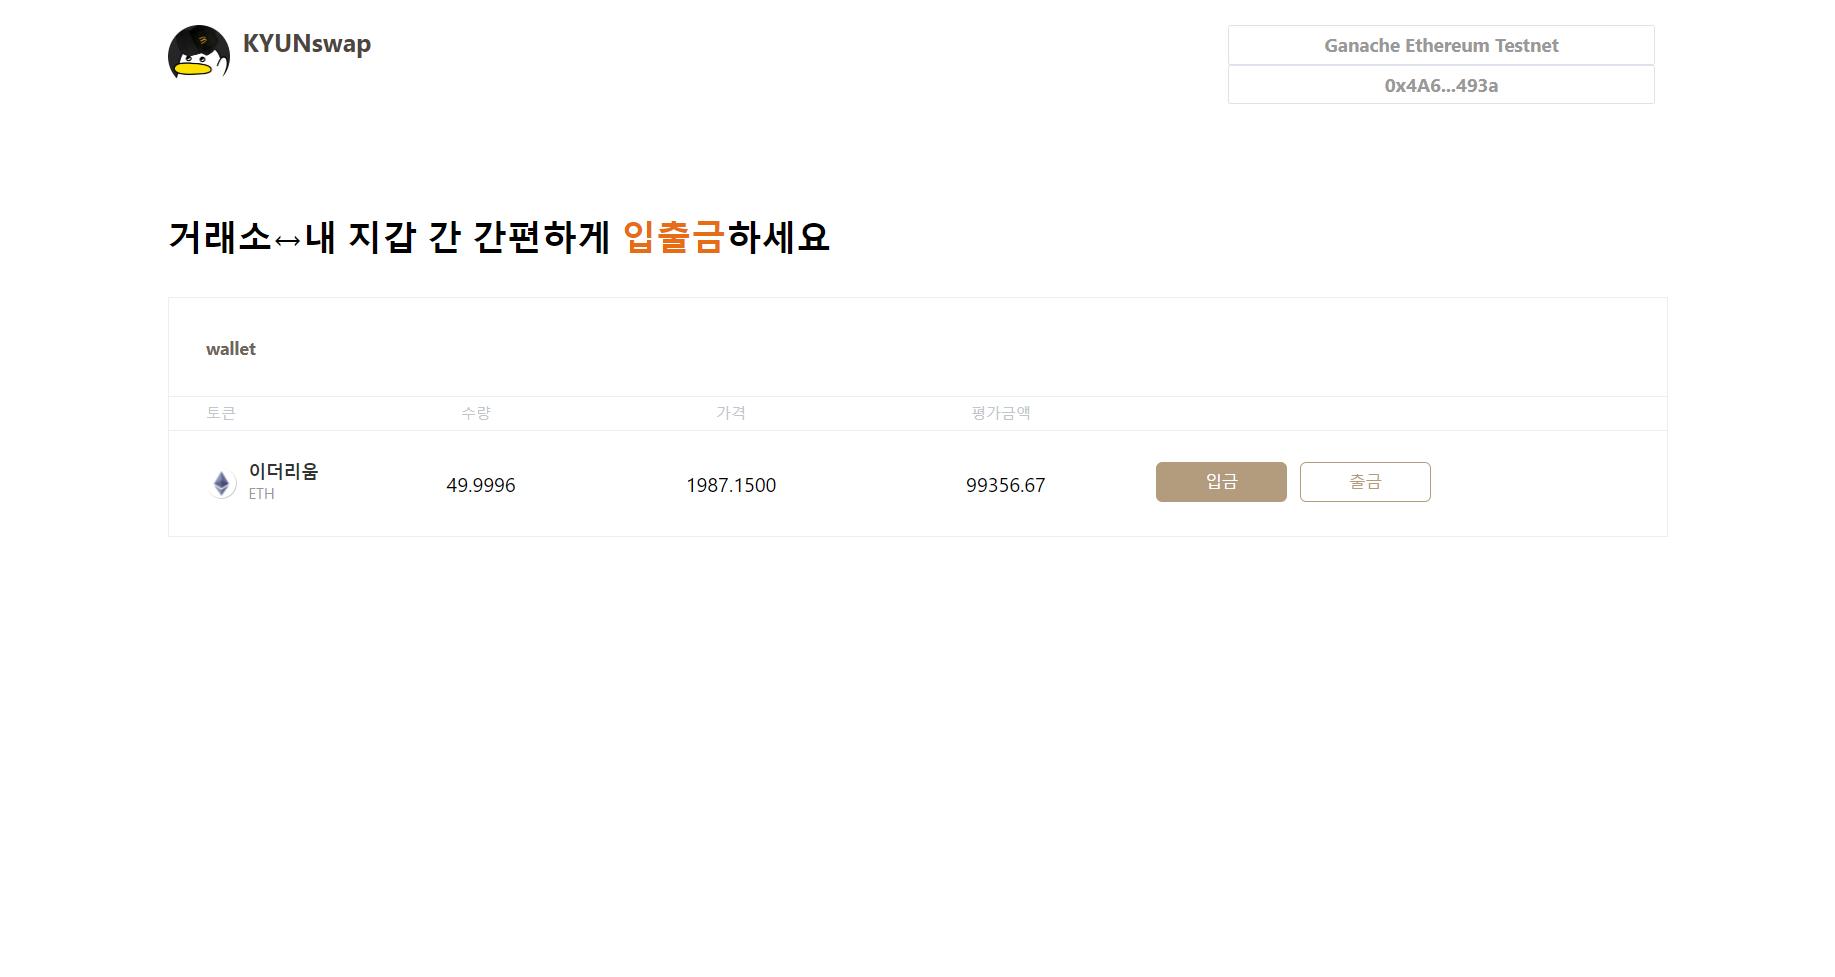 KYUNswap
Ganache Ethereum Testnet
0x4A6...493a
거래소↔내 지갑 간 간편하게 입출금하세요
wallet
토큰 수량 가격 평가금액
이더리움
ETH
49.9996 1987.1500 99356.67 입금 출금